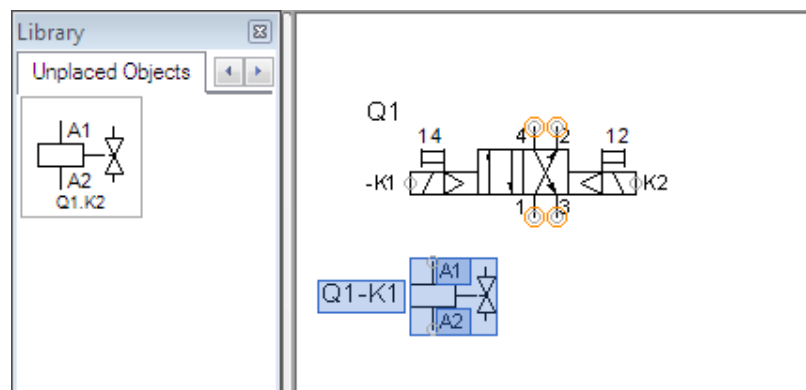 Library
Unplaced Objects
A1
A2
Q1.K2
Q1
14
4
2
12
-K1
K2
1
3
Q1-K1
A1
A2